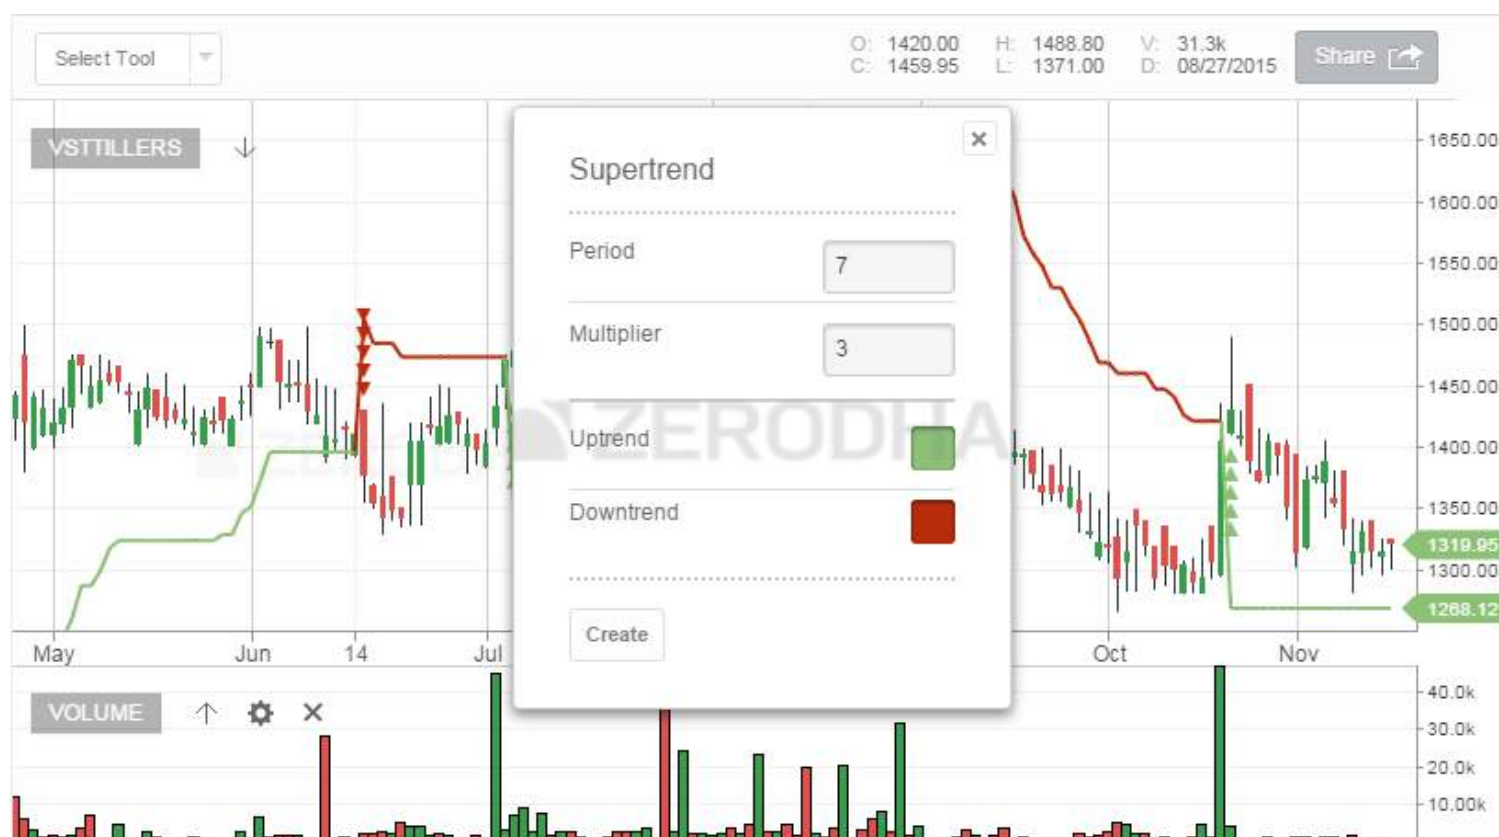 Select Tool
O: 1420.00 H: 1488.80 V: 31.3k
C: 1459.95 L: 1371.00 D: 08/27/2015
Share
VSTTILLERS
Supertrend
Period
7
Multiplier
3
ZERODHA
Uptrend
Downtrend
Create
1650.00
1600.00
1550.00
1500.00
1450.00
1400.00
1350.00
1319.95
1300.00
1268.12
May Jun 14 Jul Oct Nov
VOLUME
40.0k
30.0k
20.0k
10.00k